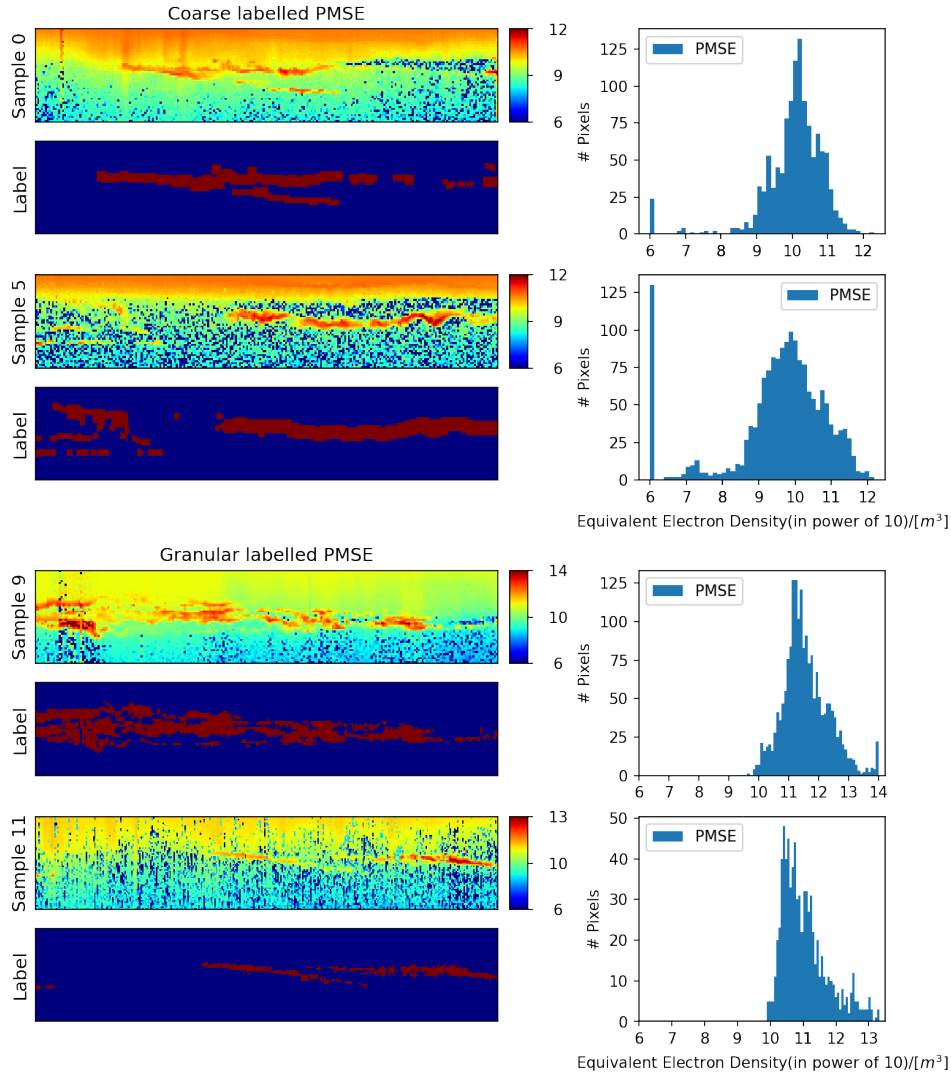 Coarse labelled PMSE
Sample 0
12
9
6
Label
# Pixels
125
100
75
50
25
0
PMSE
6 7 8 9 10 11 12
Sample 5
12
9
6
Label
# Pixels
125
100
75
50
25
0
PMSE
6 7 8 9 10 11 12
Equivalent Electron Density(in power of 10)/[m³]
Granular labelled PMSE
Sample 9
14
12
10
8
6
Label
# Pixels
125
100
75
50
25
0
PMSE
6 7 8 9 10 11 12 13 14
Sample 11
13
10
6
Label
# Pixels
50
40
30
20
10
0
PMSE
6 7 8 9 10 11 12 13
Equivalent Electron Density(in power of 10)/[m³]